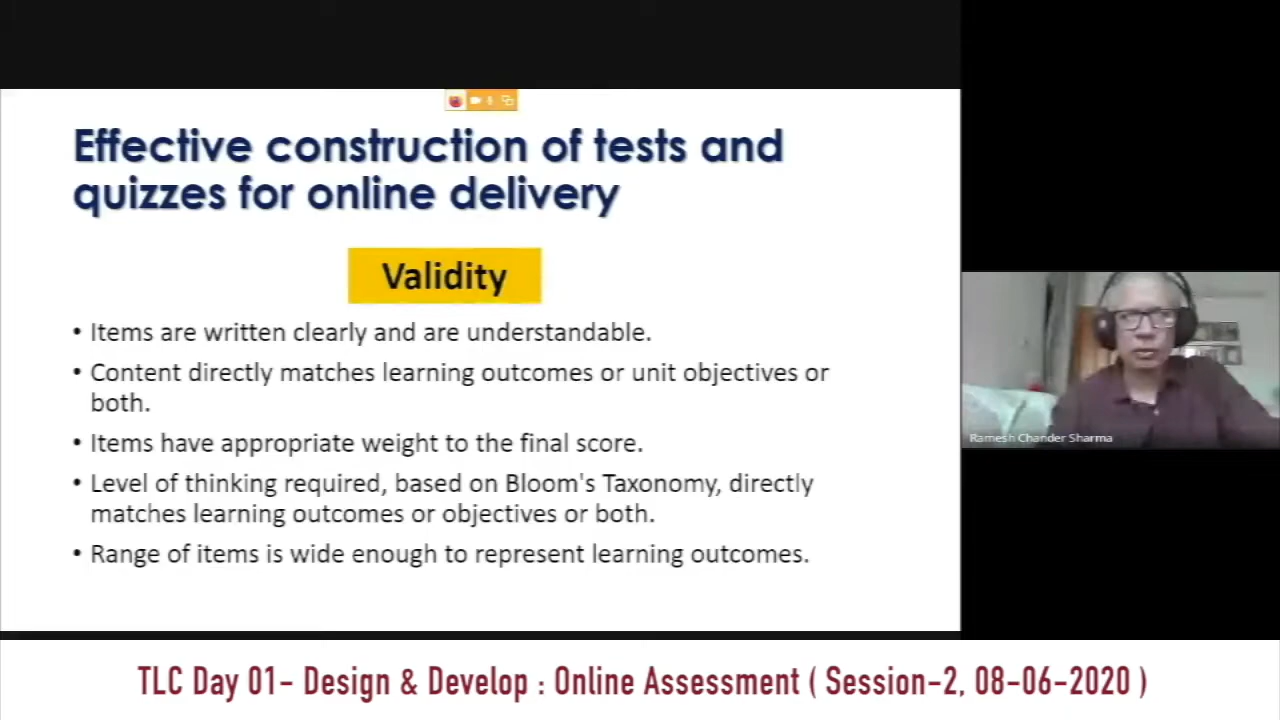 Effective construction of tests and
quizzes for online delivery
Validity
• Items are written clearly and are understandable.
• Content directly matches learning outcomes or unit objectives or
both.
• Items have appropriate weight to the final score.
• Level of thinking required, based on Bloom's Taxonomy, directly
matches learning outcomes or objectives or both.
• Range of items is wide enough to represent learning outcomes.
Ramesh Chander Sharma
TLC Day 01- Design & Develop : Online Assessment ( Session-2, 08-06-2020 )